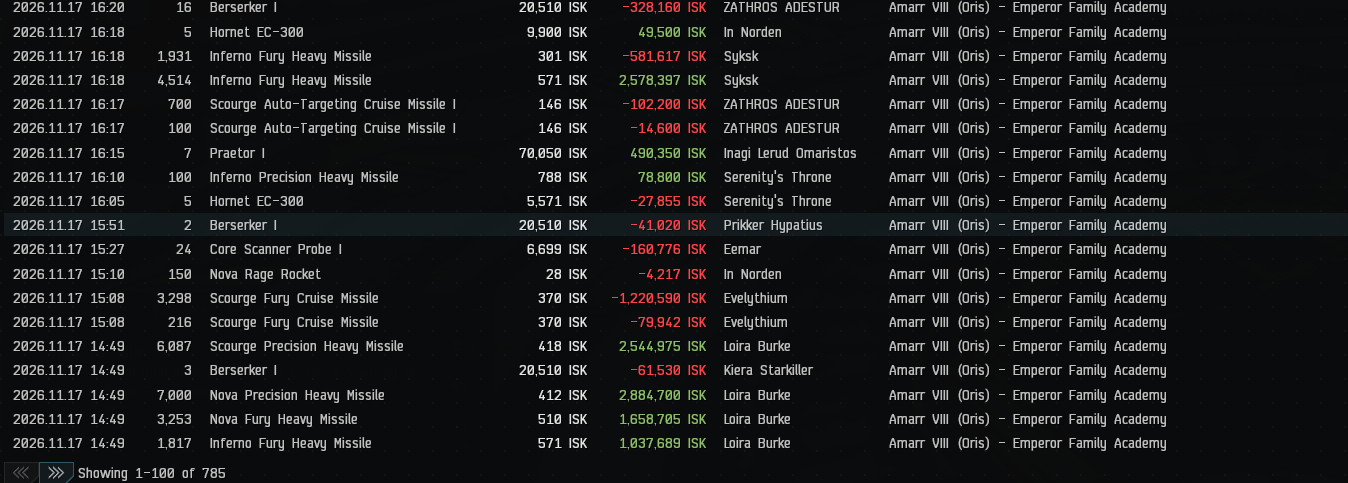 2026.11.17 16:20 16 Berserker I 20,510 ISK -328,160 ISK ZATHROS ADESTUR Amarr VIII (Oris) - Emperor Family Academy
2026.11.17 16:18 5 Hornet EC-300 9,900 ISK 49,500 ISK In Norden Amarr VIII (Oris) - Emperor Family Academy
2026.11.17 16:18 1,931 Inferno Fury Heavy Missile 301 ISK -581,617 ISK Syksk Amarr VIII (Oris) - Emperor Family Academy
2026.11.17 16:18 4,514 Inferno Fury Heavy Missile 571 ISK 2,578,397 ISK Syksk Amarr VIII (Oris) - Emperor Family Academy
2026.11.17 16:17 700 Scourge Auto-Targeting Cruise Missile I 146 ISK -102,200 ISK ZATHROS ADESTUR Amarr VIII (Oris) - Emperor Family Academy
2026.11.17 16:17 100 Scourge Auto-Targeting Cruise Missile I 146 ISK -14,600 ISK ZATHROS ADESTUR Amarr VIII (Oris) - Emperor Family Academy
2026.11.17 16:15 7 Praetor I 70,050 ISK 490,350 ISK Inagi Lerud Omaristos Amarr VIII (Oris) - Emperor Family Academy
2026.11.17 16:10 100 Inferno Precision Heavy Missile 788 ISK 78,800 ISK Serenity's Throne Amarr VIII (Oris) - Emperor Family Academy
2026.11.17 16:05 5 Hornet EC-300 5,571 ISK -27,855 ISK Serenity's Throne Amarr VIII (Oris) - Emperor Family Academy
2026.11.17 15:51 2 Berserker I 20,510 ISK -41,020 ISK Prikker Hypatius Amarr VIII (Oris) - Emperor Family Academy
2026.11.17 15:27 24 Core Scanner Probe I 6,699 ISK -160,776 ISK Eemar Amarr VIII (Oris) - Emperor Family Academy
2026.11.17 15:10 150 Nova Rage Rocket 28 ISK -4,217 ISK In Norden Amarr VIII (Oris) - Emperor Family Academy
2026.11.17 15:08 3,298 Scourge Fury Cruise Missile 370 ISK -1,220,590 ISK Evelythium Amarr VIII (Oris) - Emperor Family Academy
2026.11.17 15:08 216 Scourge Fury Cruise Missile 370 ISK -79,942 ISK Evelythium Amarr VIII (Oris) - Emperor Family Academy
2026.11.17 14:49 6,087 Scourge Precision Heavy Missile 418 ISK 2,544,975 ISK Loira Burke Amarr VIII (Oris) - Emperor Family Academy
2026.11.17 14:49 3 Berserker I 20,510 ISK -61,530 ISK Kiera Starkiller Amarr VIII (Oris) - Emperor Family Academy
2026.11.17 14:49 7,000 Nova Precision Heavy Missile 412 ISK 2,884,700 ISK Loira Burke Amarr VIII (Oris) - Emperor Family Academy
2026.11.17 14:49 3,253 Nova Fury Heavy Missile 510 ISK 1,658,705 ISK Loira Burke Amarr VIII (Oris) - Emperor Family Academy
2026.11.17 14:49 1,817 Inferno Fury Heavy Missile 571 ISK 1,037,689 ISK Loira Burke Amarr VIII (Oris) - Emperor Family Academy
Showing 1-100 of 785